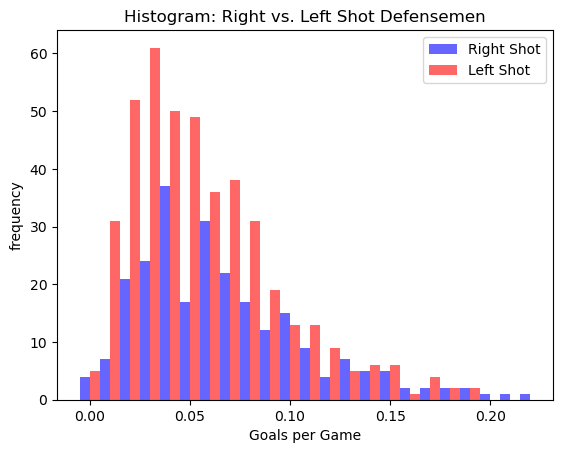 Histogram: Right vs. Left Shot Defensemen
Right Shot
Left Shot
60
50
40
30
20
10
0
frequency
0.00 0.05 0.10 0.15 0.20
Goals per Game